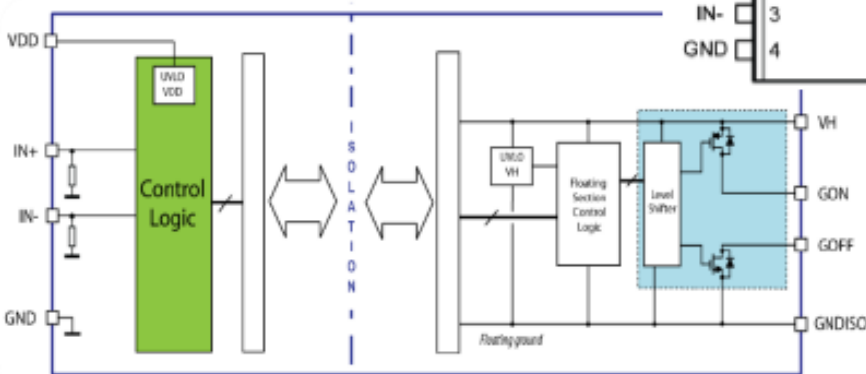 IN-
3
GND
4
VDD
UVLO
VDD
ISOLATION
VH
IN+
UVLO
VH
Control
Logic
Floating
Section
Control
Logic
Level
Shifter
GON
IN-
GOFF
GND
GNDISO
Floating ground